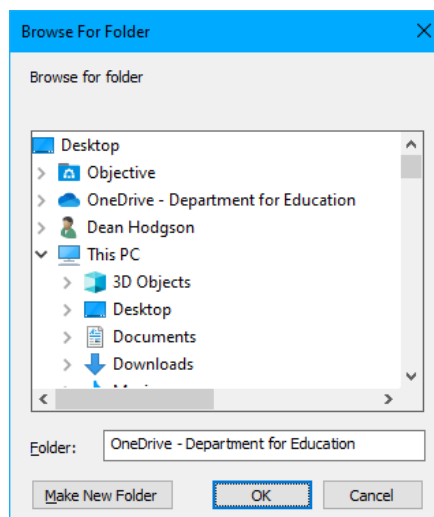 Browse For Folder
Browse for folder
Desktop
Objective
OneDrive - Department for Education
Dean Hodgson
This PC
3D Objects
Desktop
Documents
Downloads
Folder: OneDrive - Department for Education
Make New Folder OK Cancel